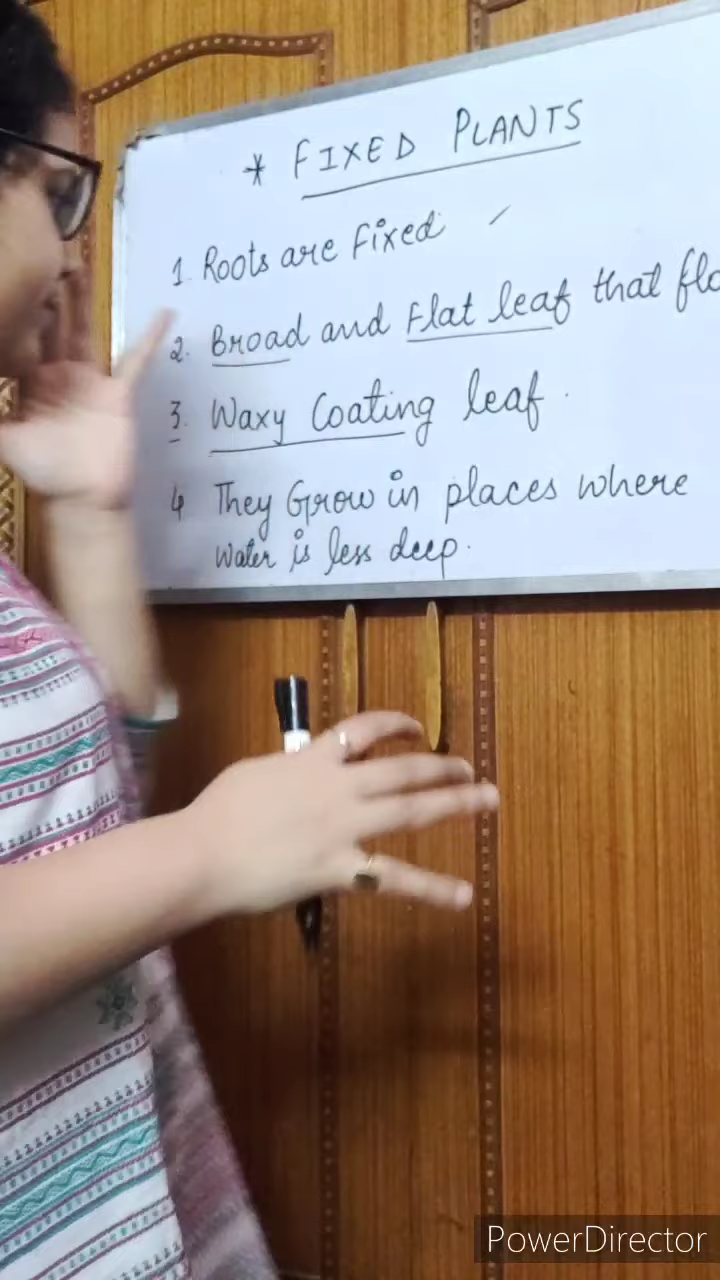 * FIXED PLANTS
1. Roots are fixed
2. Broad and Flat leaf that
3. Waxy Coating leaf.
4 They Grow in places where
water is less deep.
PowerDirector